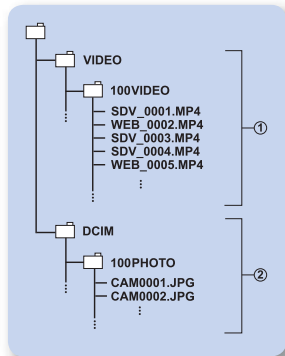 VIDEO
100VIDEO
SDV_0001.MP4
WEB_0002.MP4
SDV_0003.MP4
SDV_0004.MP4
WEB_0005.MP4
①
DCIM
100PHOTO
②
CAM0001.JPG
CAM0002.JPG